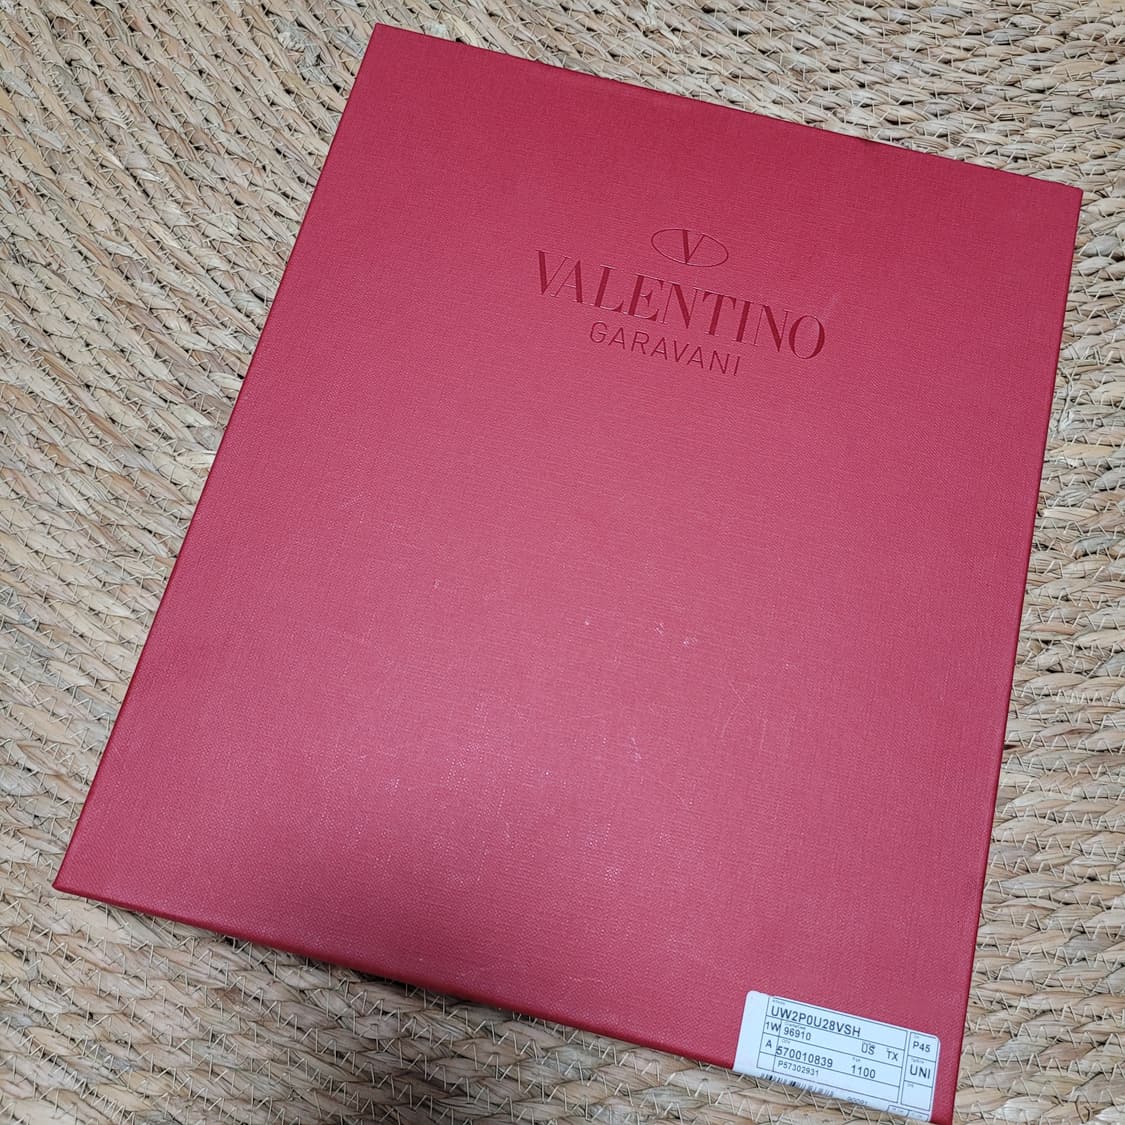 V
VALENTINO
GARAVANI
UW2P0U28VSH
1W 96910 US TX P45
A 570010839 1100 UNI
P57302931